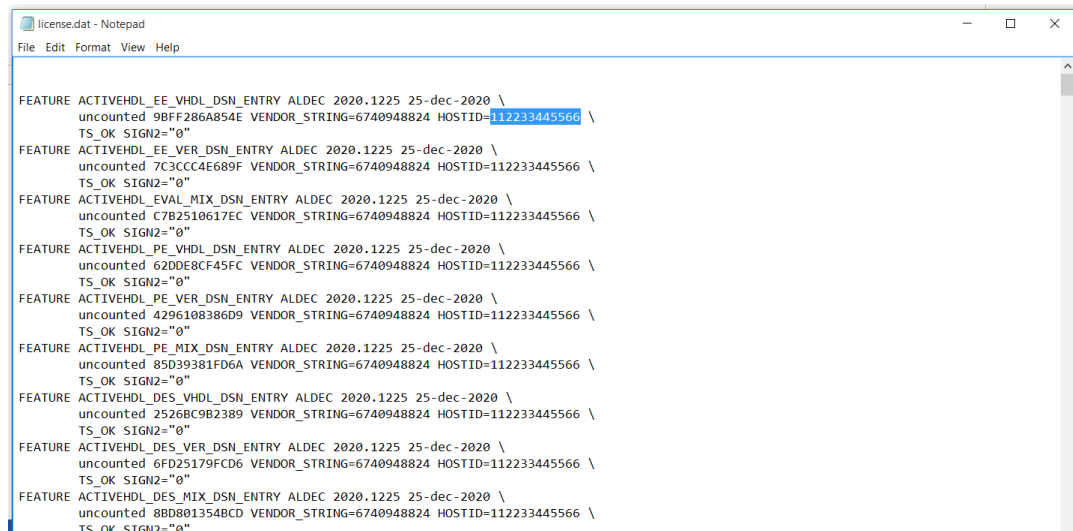 license.dat - Notepad
File Edit Format View Help
FEATURE ACTIVEHDL_EE_VHDL_DSN_ENTRY ALDEC 2020.1225 25-dec-2020 \
uncounted 9BFF286A854E VENDOR_STRING=6740948824 HOSTID=112233445566 \
TS_OK SIGN2="0"
FEATURE ACTIVEHDL_EE_VER_DSN_ENTRY ALDEC 2020.1225 25-dec-2020 \
uncounted 7C3CCC4E689F VENDOR_STRING=6740948824 HOSTID=112233445566 \
TS_OK SIGN2="0"
FEATURE ACTIVEHDL_EVAL_MIX_DSN_ENTRY ALDEC 2020.1225 25-dec-2020 \
uncounted C7B2510617EC VENDOR_STRING=6740948824 HOSTID=112233445566 \
TS_OK SIGN2="0"
FEATURE ACTIVEHDL_PE_VHDL_DSN_ENTRY ALDEC 2020.1225 25-dec-2020 \
uncounted 62DDE8CF45FC VENDOR_STRING=6740948824 HOSTID=112233445566 \
TS_OK SIGN2="0"
FEATURE ACTIVEHDL_PE_VER_DSN_ENTRY ALDEC 2020.1225 25-dec-2020 \
uncounted 4296108386D9 VENDOR_STRING=6740948824 HOSTID=112233445566 \
TS_OK SIGN2="0"
FEATURE ACTIVEHDL_PE_MIX_DSN_ENTRY ALDEC 2020.1225 25-dec-2020 \
uncounted 85D39381FD6A VENDOR_STRING=6740948824 HOSTID=112233445566 \
TS_OK SIGN2="0"
FEATURE ACTIVEHDL_DES_VHDL_DSN_ENTRY ALDEC 2020.1225 25-dec-2020 \
uncounted 2526BC9B2389 VENDOR_STRING=6740948824 HOSTID=112233445566 \
TS_OK SIGN2="0"
FEATURE ACTIVEHDL_DES_VER_DSN_ENTRY ALDEC 2020.1225 25-dec-2020 \
uncounted 6FD25179FCD6 VENDOR_STRING=6740948824 HOSTID=112233445566 \
TS_OK SIGN2="0"
FEATURE ACTIVEHDL_DES_MIX_DSN_ENTRY ALDEC 2020.1225 25-dec-2020 \
uncounted 8BD801354BCD VENDOR_STRING=6740948824 HOSTID=112233445566 \
TS_OK SIGN2="0"